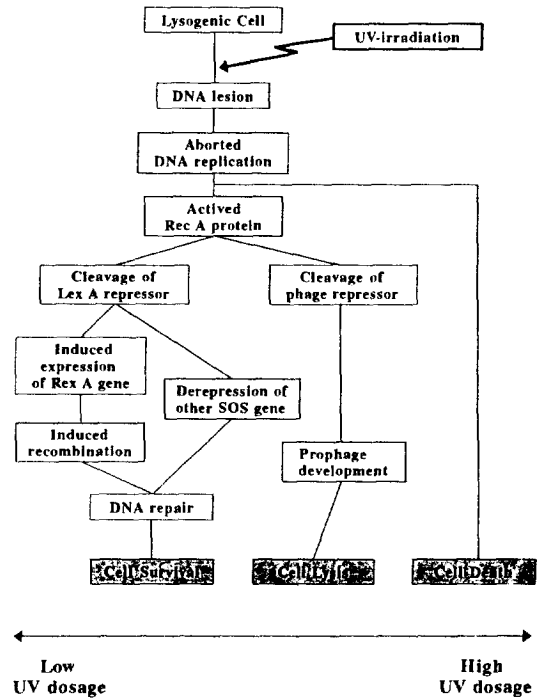 Lysogenic Cell
UV-irradiation
DNA lesion
Aborted
DNA replication
Actived
Rec A protein
Cleavage of
Lex A repressor
Cleavage of
phage repressor
Induced
expression
of Rex A gene
Derepression of
other SOS gene
Induced
recombination
Prophage
development
DNA repair
Cell Survival
Cell Lysis
Cell Death
Low
UV dosage
High
UV dosage